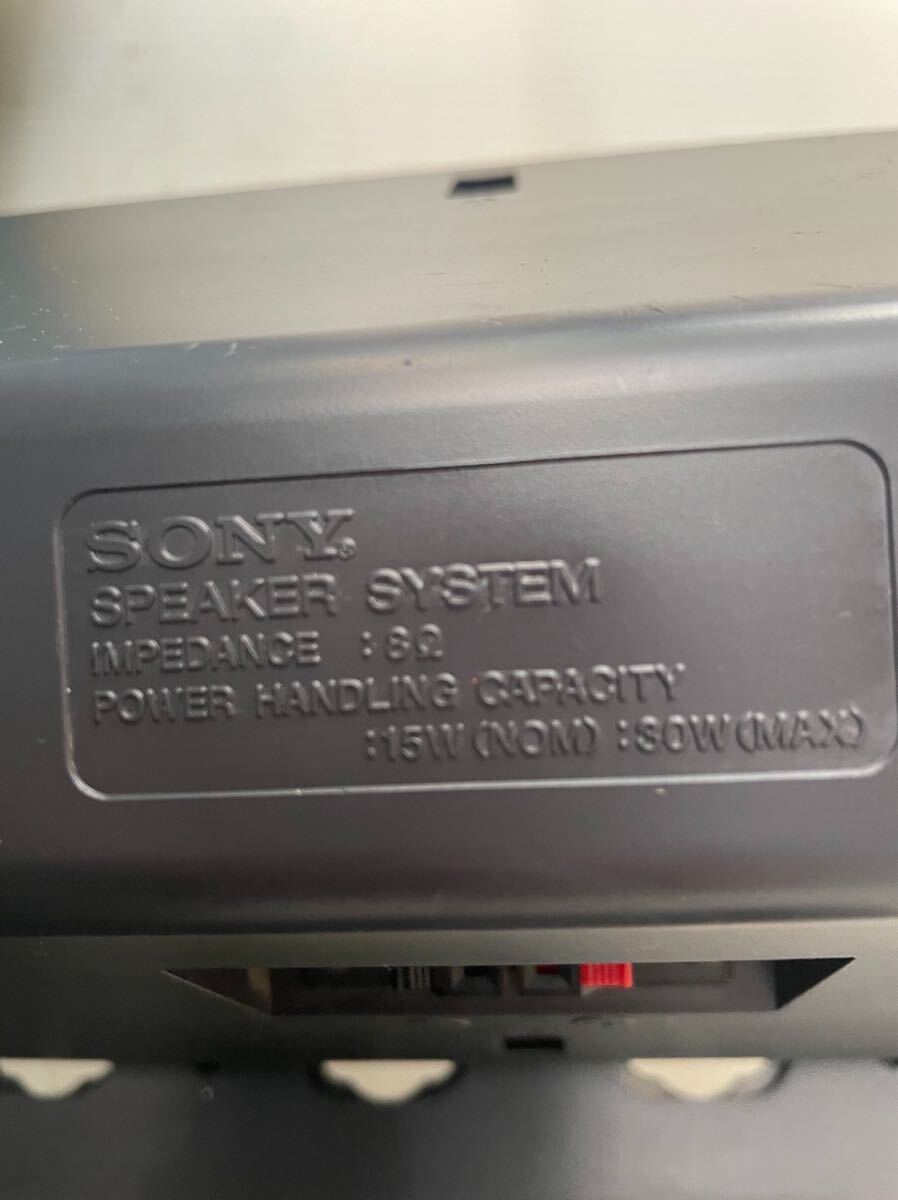 SONY®
SPEAKER SYSTEM
IMPEDANCE :8Ω
POWER HANDLING CAPACITY
:15W (NOM) :30W (MAX)